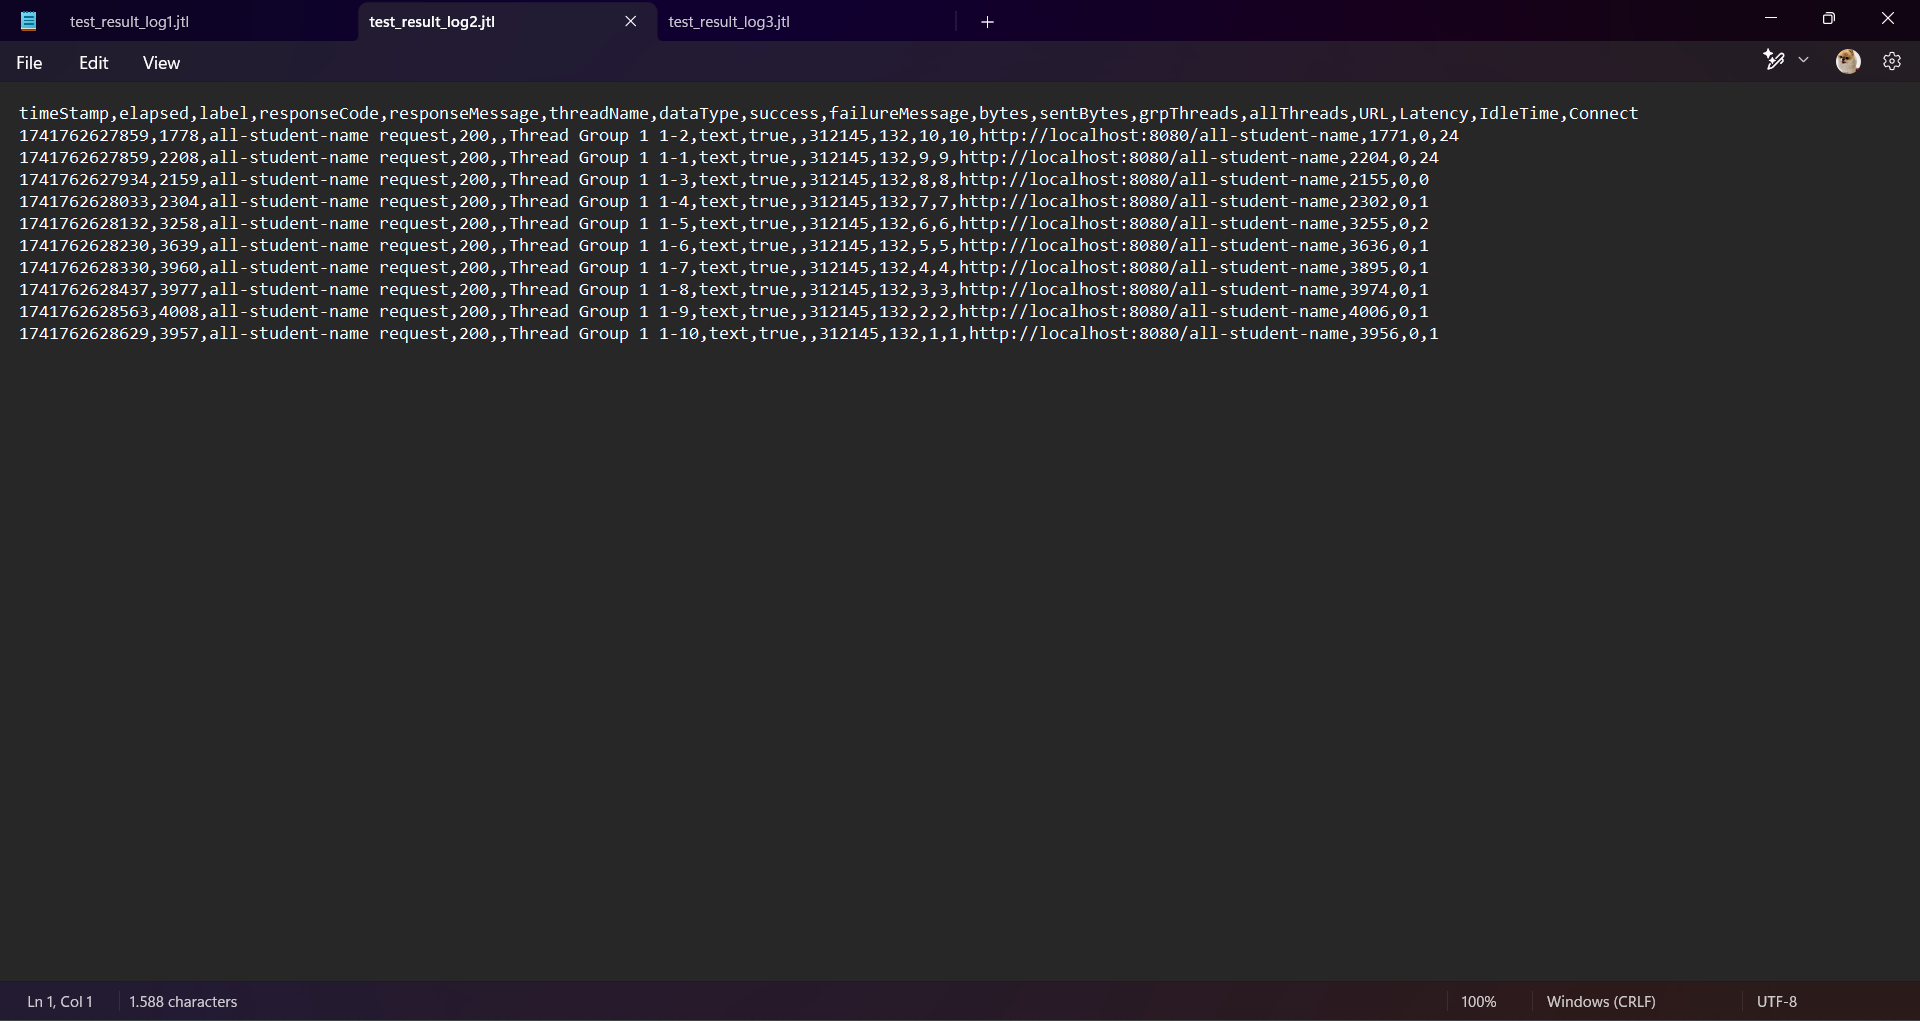 test_result_log1.jtl
test_result_log2.jtl
test_result_log3.jtl
File Edit View
timeStamp,elapsed,label,responseCode,responseMessage,threadName,dataType,success,failureMessage,bytes,sentBytes,grpThreads,allThreads,URL,Latency,IdleTime,Connect
1741762627859,1778,all-student-name request,200,,Thread Group 1 1-2,text,true,,312145,132,10,10,http://localhost:8080/all-student-name,1771,0,24
1741762627859,2208,all-student-name request,200,,Thread Group 1 1-1,text,true,,312145,132,9,9,http://localhost:8080/all-student-name,2204,0,24
1741762627934,2159,all-student-name request,200,,Thread Group 1 1-3,text,true,,312145,132,8,8,http://localhost:8080/all-student-name,2155,0,0
1741762628033,2304,all-student-name request,200,,Thread Group 1 1-4,text,true,,312145,132,7,7,http://localhost:8080/all-student-name,2302,0,1
1741762628132,3258,all-student-name request,200,,Thread Group 1 1-5,text,true,,312145,132,6,6,http://localhost:8080/all-student-name,3255,0,2
1741762628230,3639,all-student-name request,200,,Thread Group 1 1-6,text,true,,312145,132,5,5,http://localhost:8080/all-student-name,3636,0,1
1741762628330,3960,all-student-name request,200,,Thread Group 1 1-7,text,true,,312145,132,4,4,http://localhost:8080/all-student-name,3895,0,1
1741762628437,3977,all-student-name request,200,,Thread Group 1 1-8,text,true,,312145,132,3,3,http://localhost:8080/all-student-name,3974,0,1
1741762628563,4008,all-student-name request,200,,Thread Group 1 1-9,text,true,,312145,132,2,2,http://localhost:8080/all-student-name,4006,0,1
1741762628629,3957,all-student-name request,200,,Thread Group 1 1-10,text,true,,312145,132,1,1,http://localhost:8080/all-student-name,3956,0,1
Ln 1, Col 1
1.588 characters
100%
Windows (CRLF)
UTF-8